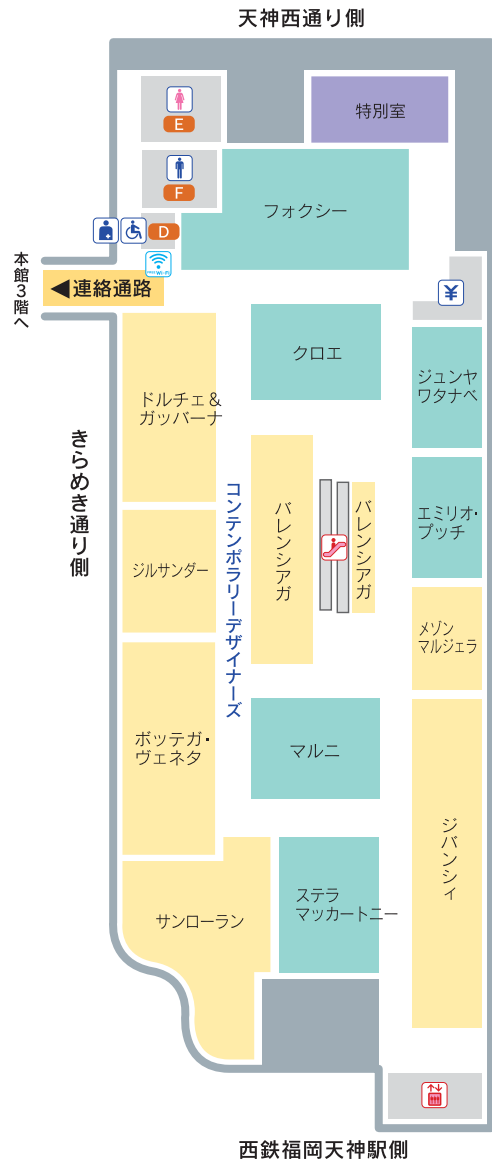 天神西通り側
E
特別室
F
フォクシー
D
FREE Wi-Fi
本館3階へ
連絡通路
¥
クロエ
ジュンヤ
ワタナベ
ドルチェ＆
ガッバーナ
きらめき通り側
コンテンポラリーデザイナーズ
バレンシアガ
バレンシアガ
エミリオ・
プッチ
ジルサンダー
メゾン
マルジェラ
ボッテガ・
ヴェネタ
マルニ
ジバンシィ
ステラ
マッカートニー
サンローラン
西鉄福岡天神駅側